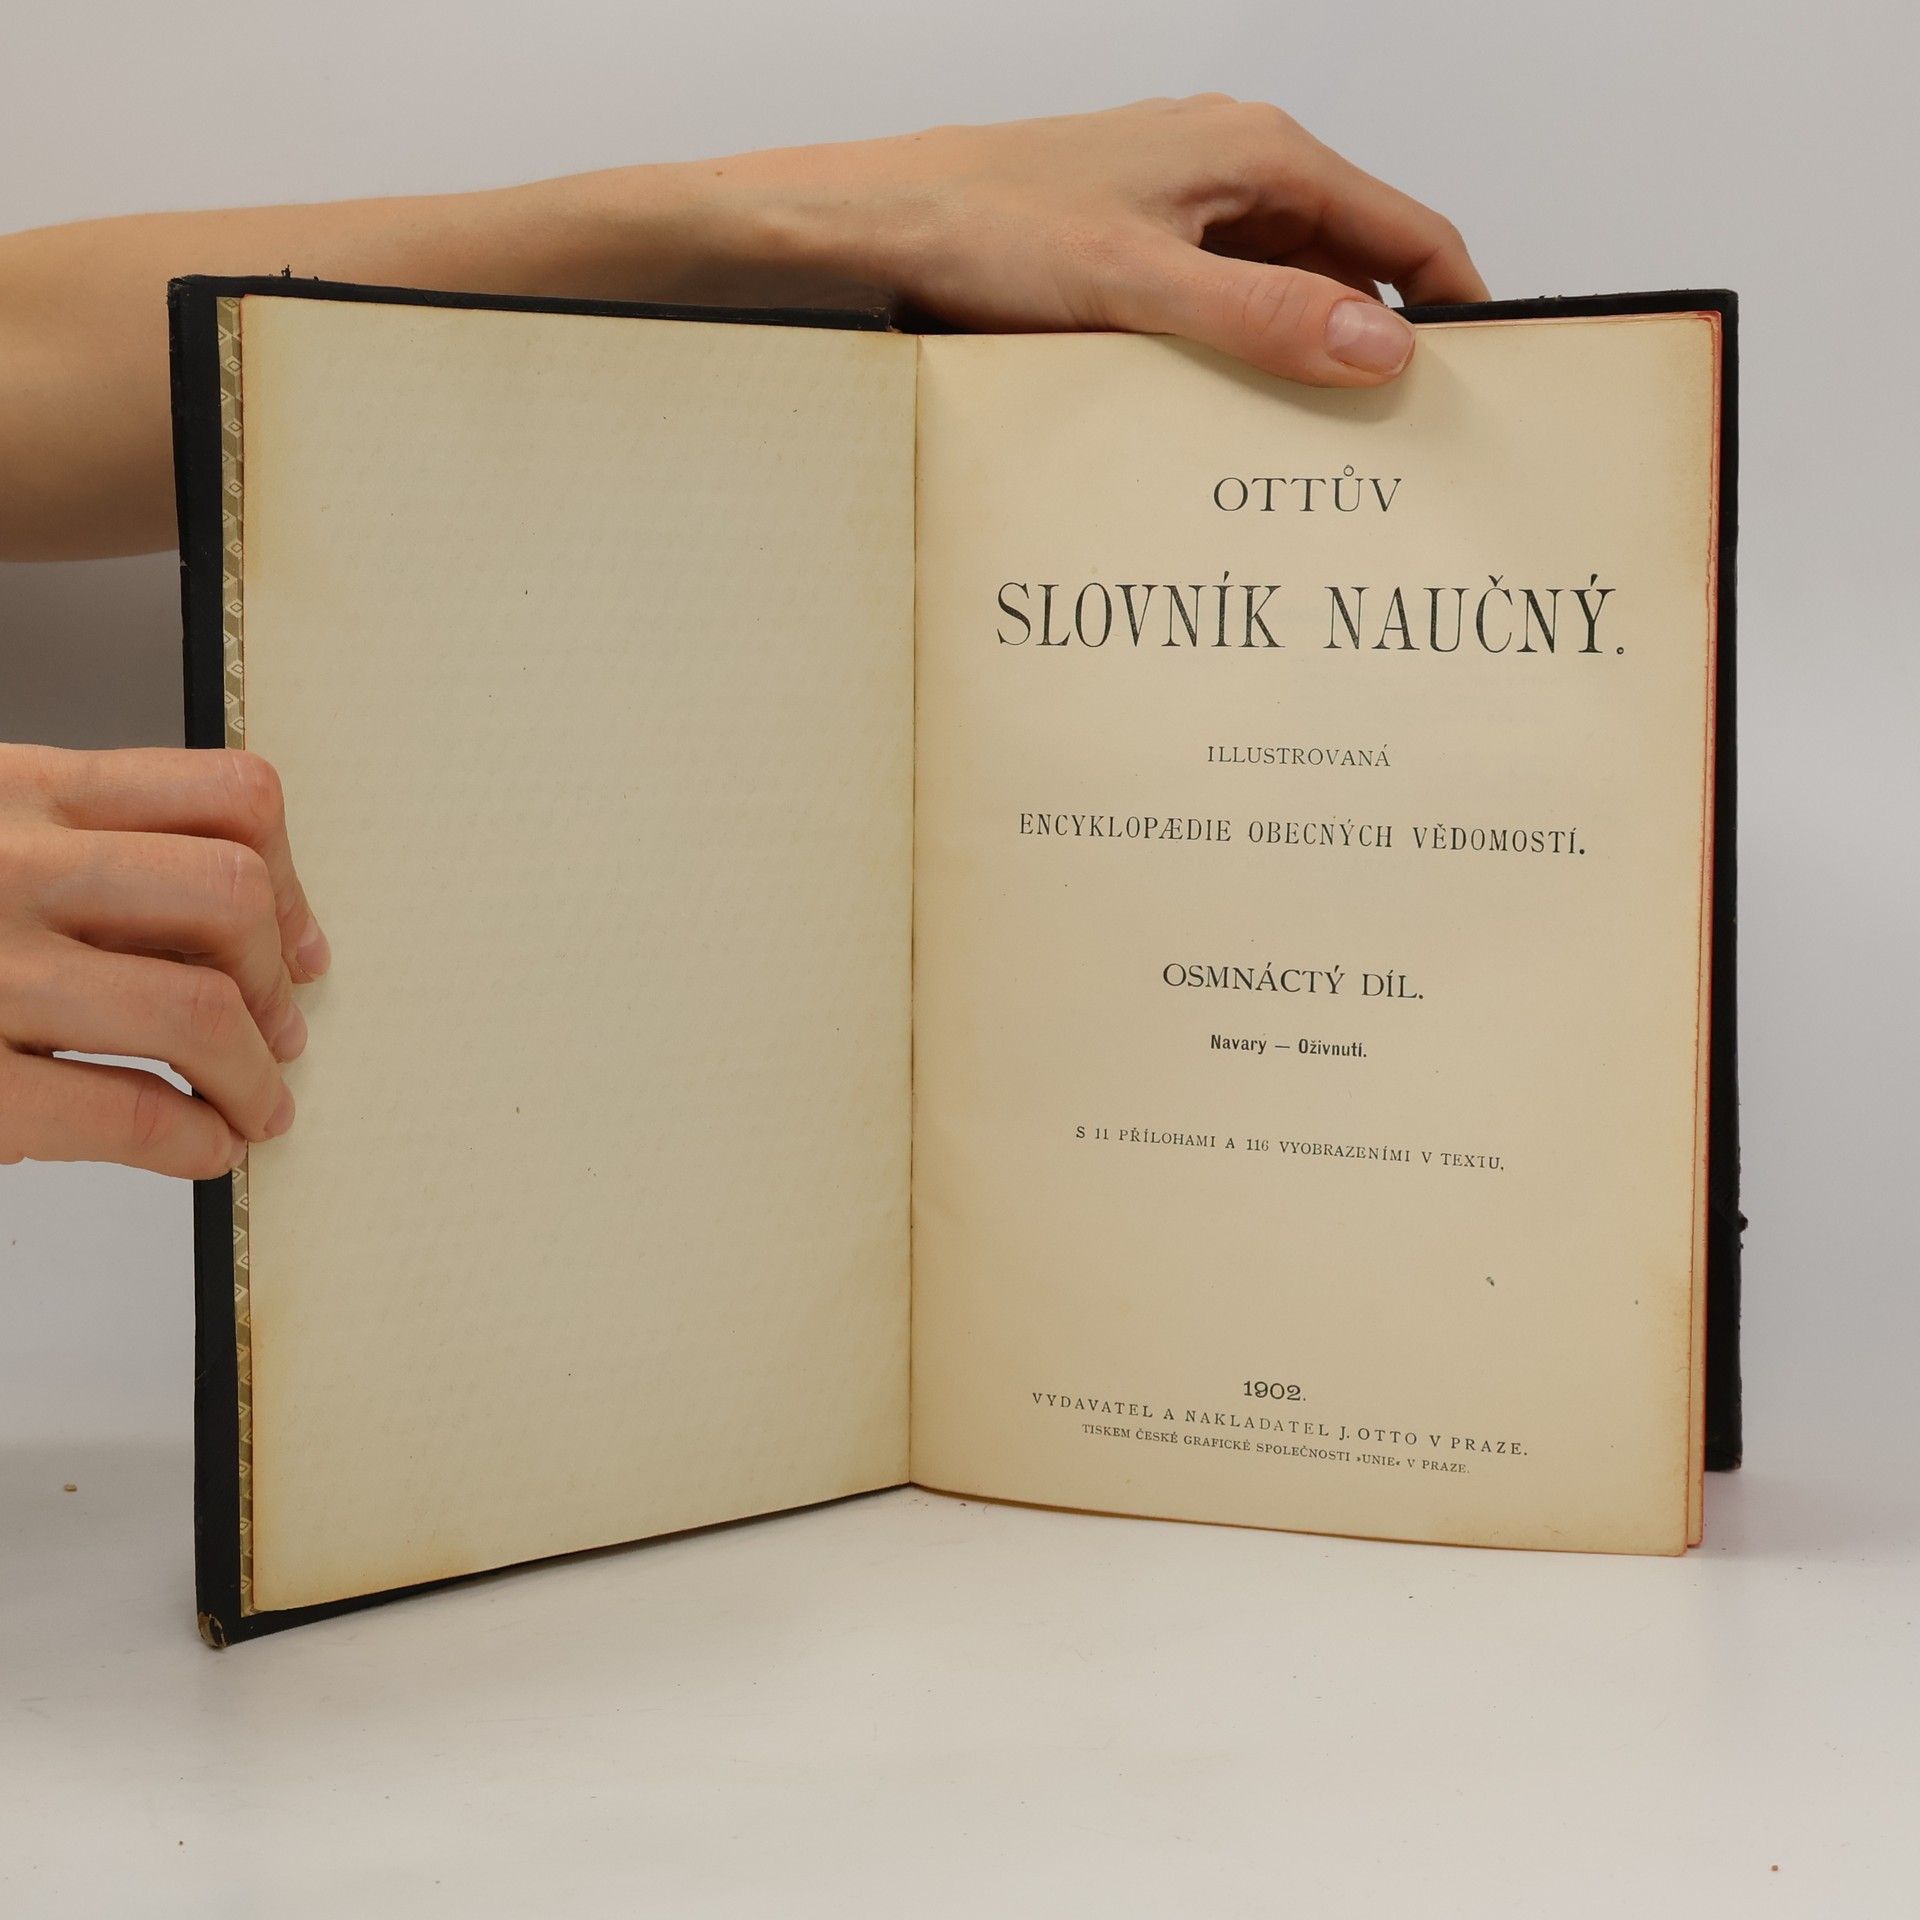 OTTŮV
SLOVNÍK NAUČNÝ.
ILLUSTROVANÁ
ENCYKLOPÆDIE OBECNÝCH VĚDOMOSTÍ.
OSMNÁCTÝ DÍL.
Navary — Oživnutí.
S 11 PŘÍLOHAMI A 116 VYOBRAZENÍMI V TEXTU.
1902.
VYDAVATEL A NAKLADATEL J. OTTO V PRAZE.
TISKEM ČESKÉ GRAFICKÉ SPOLEČNOSTI »UNIE« V PRAZE.